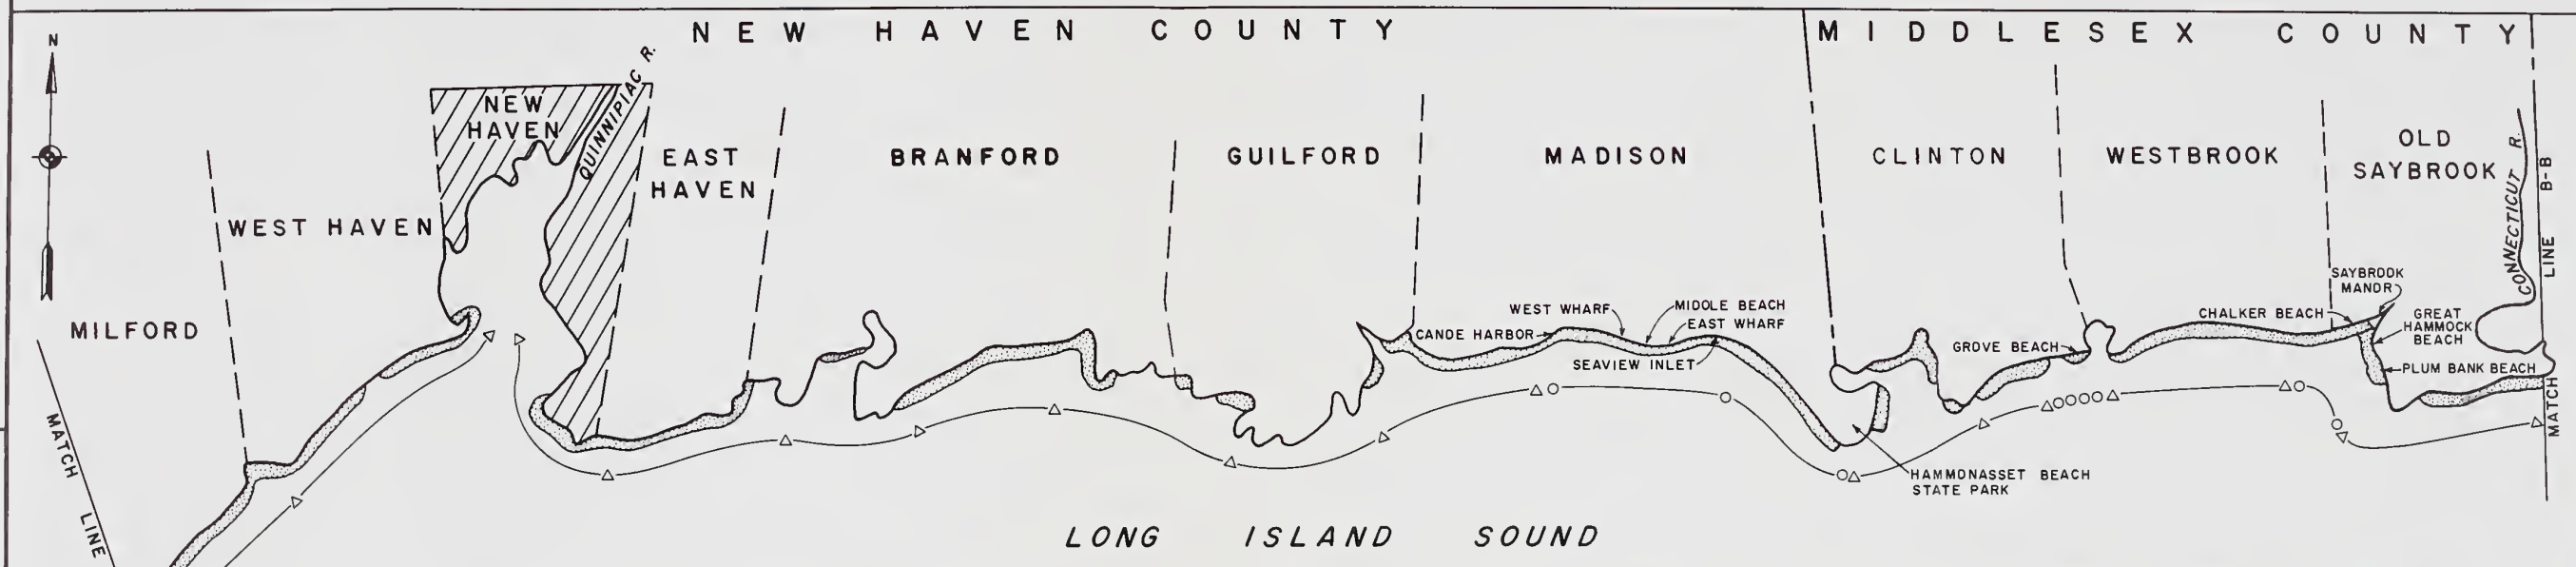 NEW HAVEN COUNTY
MIDDLESEX COUNTY
N
QUINNIPIAC R.
NEW
HAVEN
MILFORD
WEST HAVEN
EAST
HAVEN
BRANFORD
GUILFORD
MADISON
CLINTON
WESTBROOK
OLD
SAYBROOK
CONNECTICUT R.
MATCH LINE B-B
MATCH LINE
CANDE HARBOR
WEST WHARF
MIDDLE BEACH
EAST WHARF
SEAVIEW INLET
GROVE BEACH
CHALKER BEACH
SAYBROOK
MANOR
GREAT
HAMMOCK
BEACH
PLUM BANK BEACH
HAMMONASSET BEACH
STATE PARK
LONG ISLAND SOUND